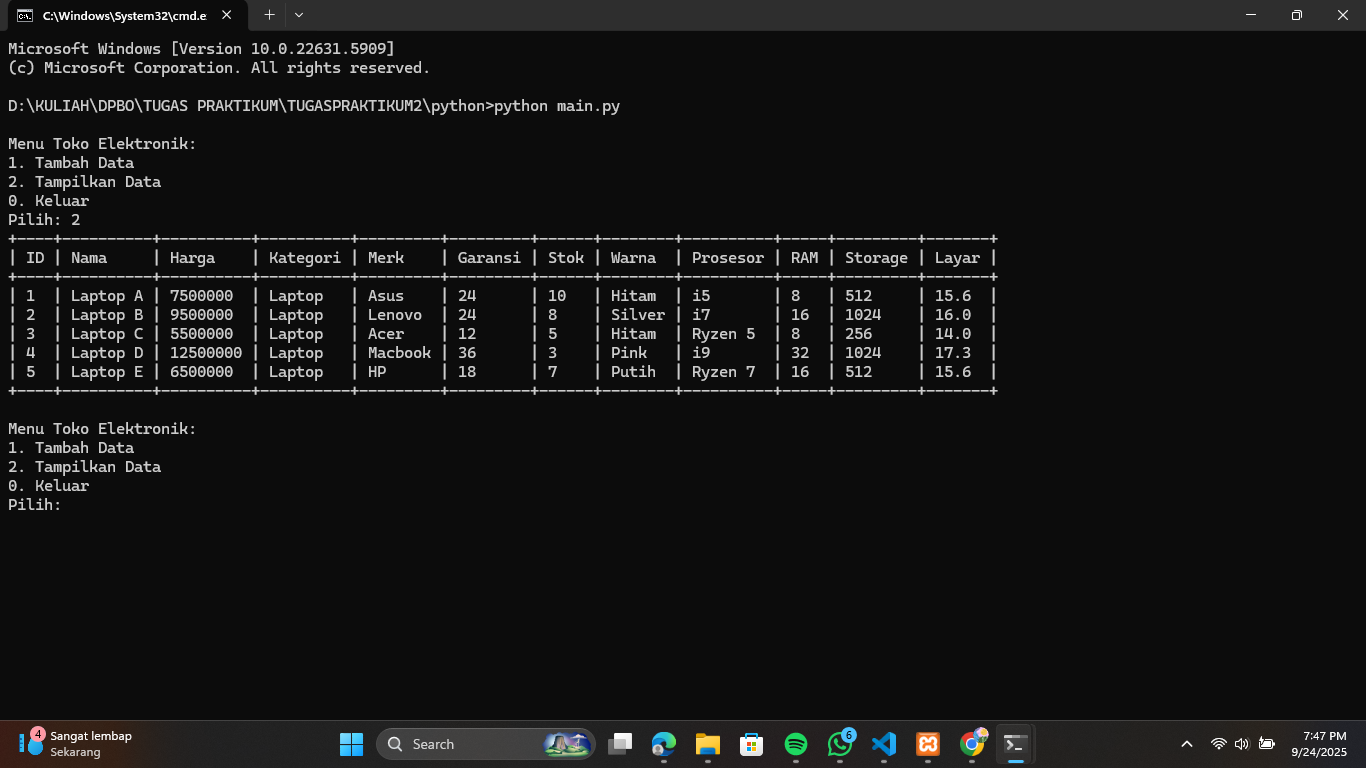 C:\Windows\System32\cmd.e
Microsoft Windows [Version 10.0.22631.5909]
(c) Microsoft Corporation. All rights reserved.
D:\KULIAH\DPBO\TUGAS PRAKTIKUM\TUGASPRAKTIKUM2\python>python main.py
Menu Toko Elektronik:
1. Tambah Data
2. Tampilkan Data
0. Keluar
Pilih: 2
+----+----------+----------+----------+---------+---------+------+--------+----------+-----+---------+-------+
| ID | Nama     | Harga    | Kategori | Merk    | Garansi | Stok | Warna  | Prosesor | RAM | Storage | Layar |
+----+----------+----------+----------+---------+---------+------+--------+----------+-----+---------+-------+
| 1  | Laptop A | 7500000  | Laptop   | Asus    | 24      | 10   | Hitam  | i5       | 8   | 512     | 15.6  |
| 2  | Laptop B | 9500000  | Laptop   | Lenovo  | 24      | 8    | Silver | i7       | 16  | 1024    | 16.0  |
| 3  | Laptop C | 5500000  | Laptop   | Acer    | 12      | 5    | Hitam  | Ryzen 5  | 8   | 256     | 14.0  |
| 4  | Laptop D | 12500000 | Laptop   | Macbook | 36      | 3    | Pink   | i9       | 32  | 1024    | 17.3  |
| 5  | Laptop E | 6500000  | Laptop   | HP      | 18      | 7    | Putih  | Ryzen 7  | 16  | 512     | 15.6  |
+----+----------+----------+----------+---------+---------+------+--------+----------+-----+---------+-------+
Menu Toko Elektronik:
1. Tambah Data
2. Tampilkan Data
0. Keluar
Pilih:
4
Sangat lembap
Sekarang
Search
6
7:47 PM
9/24/2025